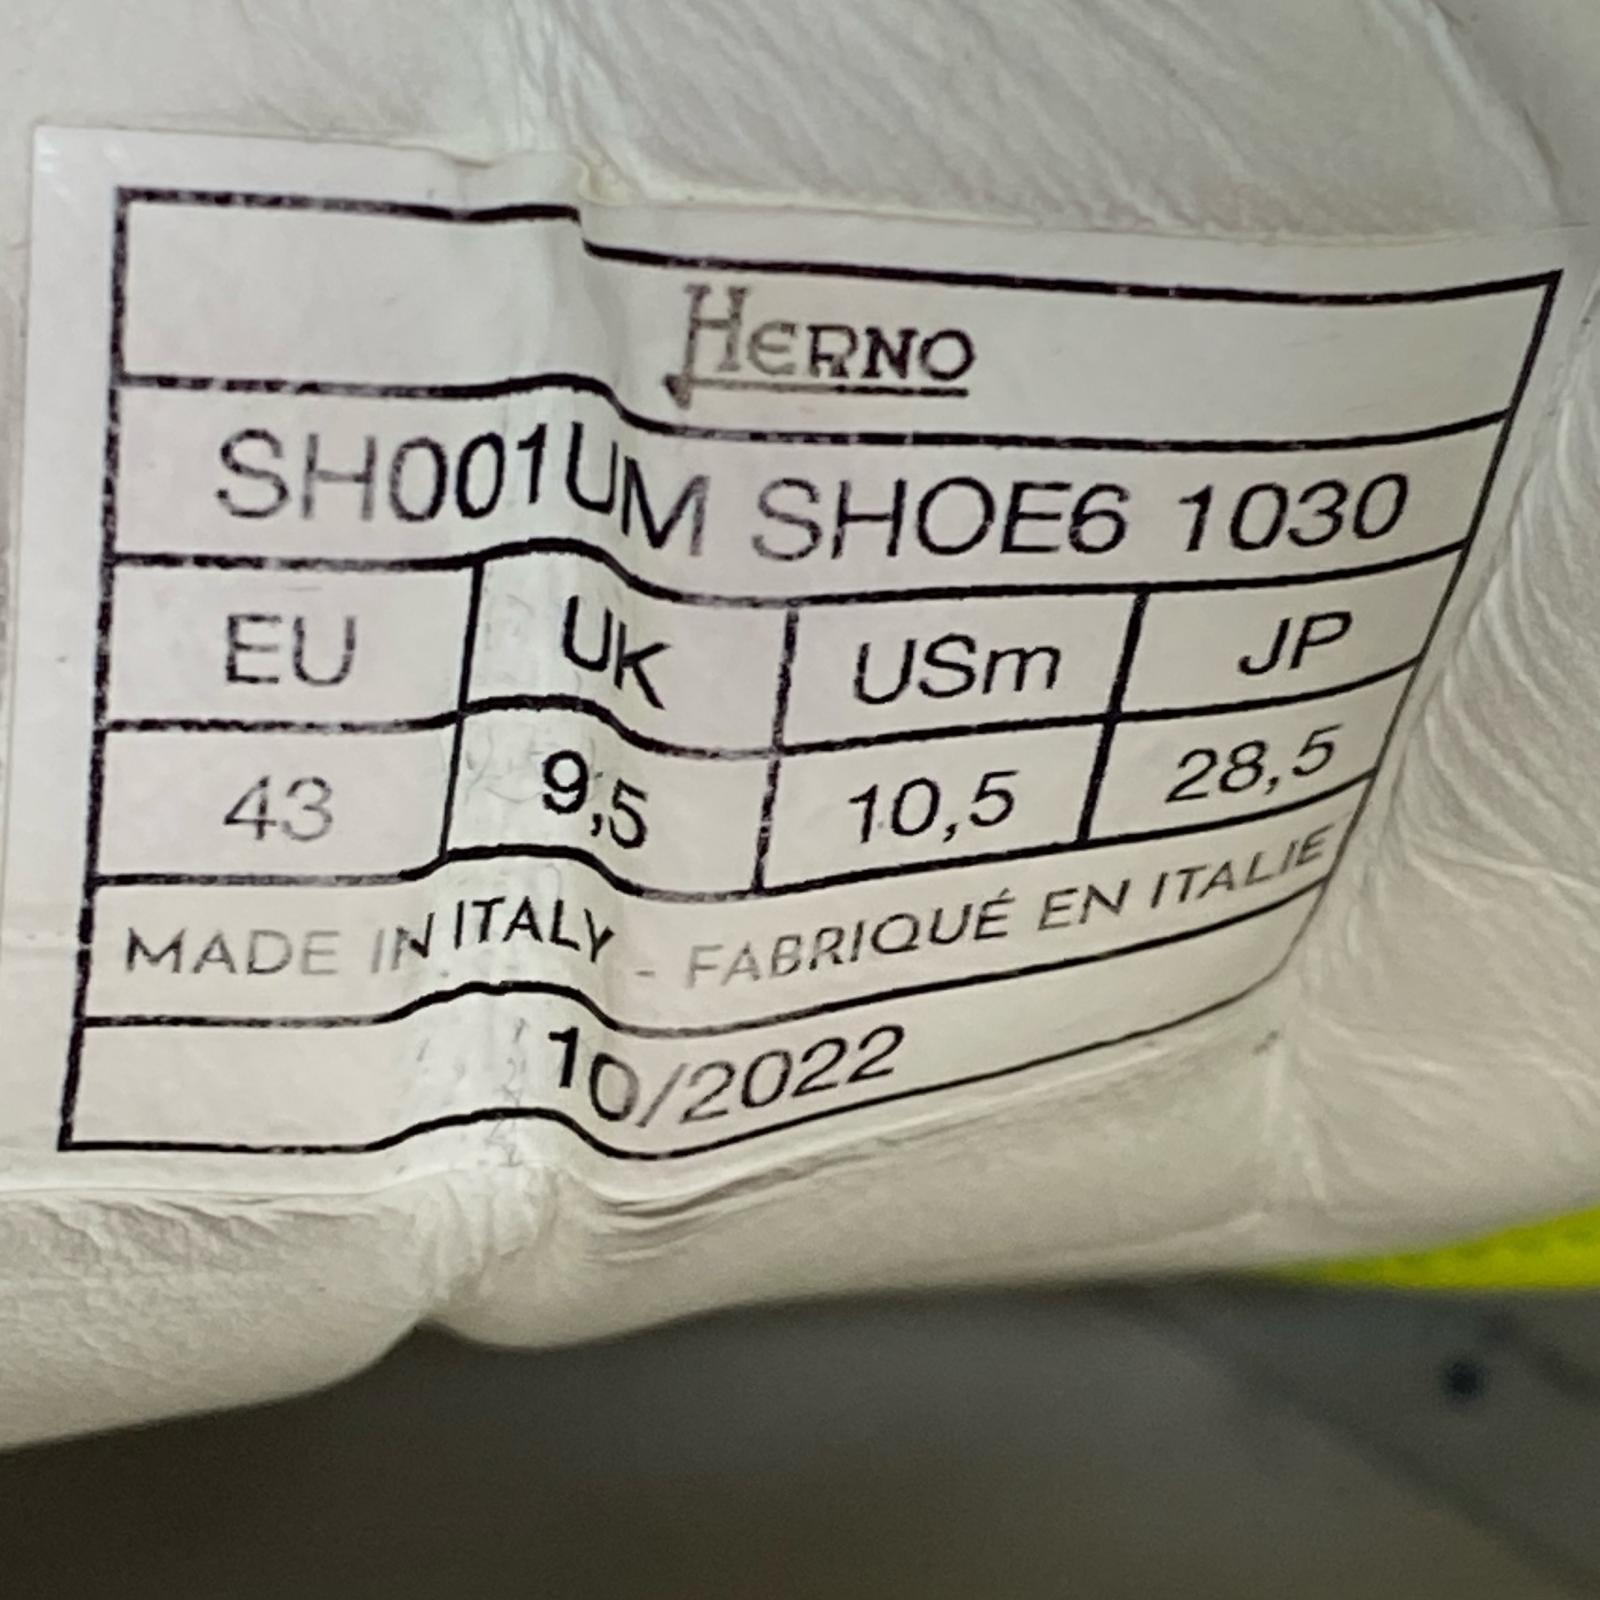 HERNO
SH001UM SHOE6 1030
EU UK USm JP
43 9,5 10,5 28,5
MADE IN ITALY - FABRIQUÉ EN ITALIE
10/2022